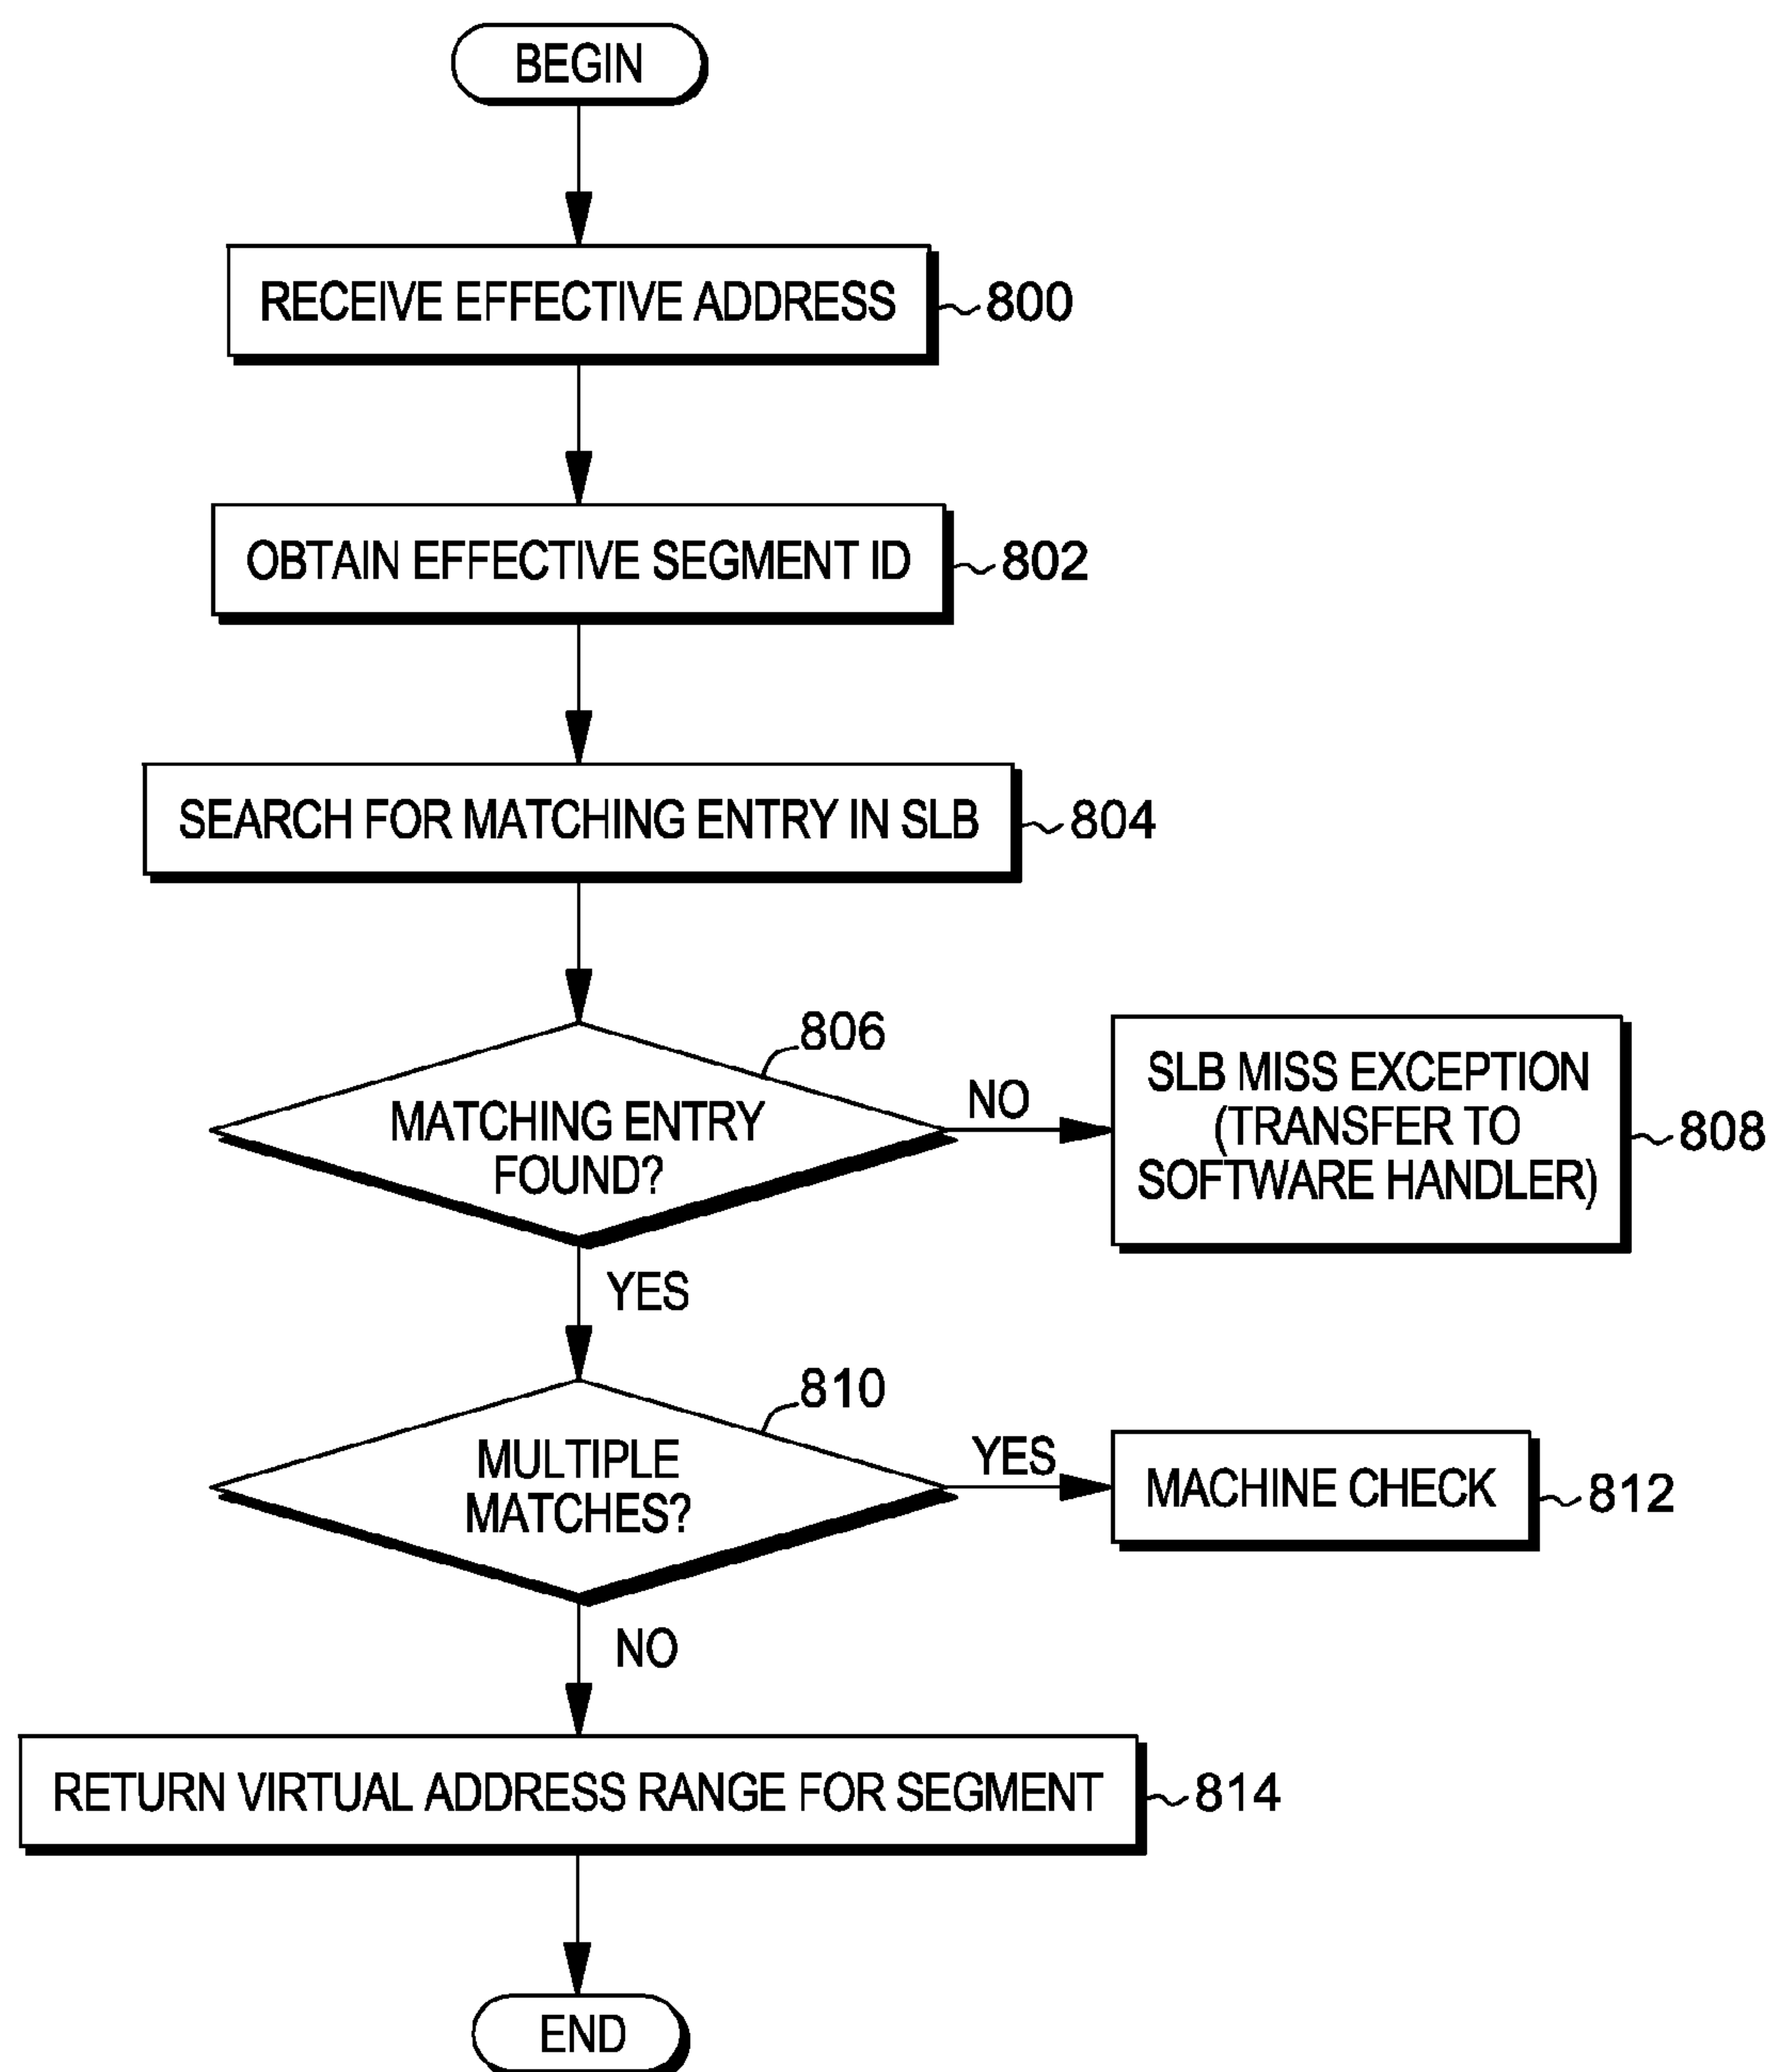 BEGIN
RECEIVE EFFECTIVE ADDRESS
800
OBTAIN EFFECTIVE SEGMENT ID
802
SEARCH FOR MATCHING ENTRY IN SLB
804
806
MATCHING ENTRY
FOUND?
NO
SLB MISS EXCEPTION
(TRANSFER TO
SOFTWARE HANDLER)
808
YES
810
MULTIPLE
MATCHES?
YES
MACHINE CHECK
812
NO
RETURN VIRTUAL ADDRESS RANGE FOR SEGMENT
814
END